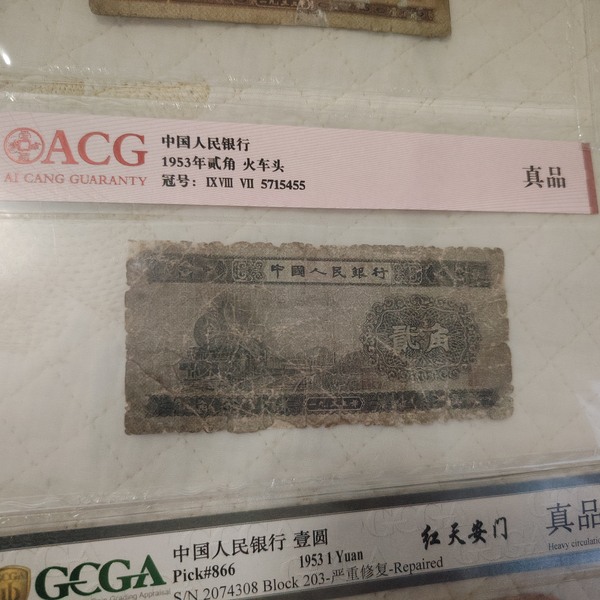 ACG
AI CANG GUARANTY
中国人民银行
1953年贰角 火车头
冠号: IX VIII VII 5715455
真品
中國人民銀行
貳角
GCGA
中国人民银行 壹圆
Pick#866
1953 1 Yuan
S/N 2074308 Block 203-严重修复-Repaired
红天安门
真品
Heavy circulation